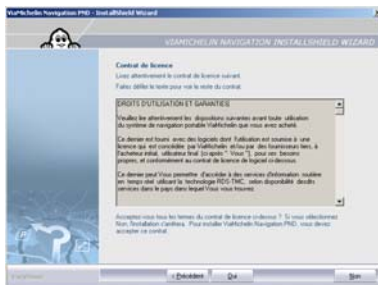 ViaMichelin Navigation PND - InstallShield Wizard
VIAMICHELIN NAVIGATION INSTALLSHIELD WIZARD
Contrat de licence
Lisez attentivement le contrat de licence suivant.
Faites défiler le texte pour voir le reste du contrat.
DROITS D'UTILISATION ET GARANTIES
Veuillez lire attentivement les dispositions suivantes avant toute utilisation
du système de navigation portable ViaMichelin que vous avez acheté.
Ce dernier est fourni avec des logiciels dont l'utilisation est soumise à une
licence qui est concédée par ViaMichelin et/ou par des fournisseurs tiers, à
l'acheteur initial, utilisateur final (ci-après " Vous "), pour ses besoins
propres, et conformément au contrat de licence de logiciel ci-dessous.
Ce dernier peut Vous permettre d'accéder à des services d'information routière
en temps réel utilisant la technologie RDS-TMC, selon disponibilité desdits
services dans le pays dans lequel Vous vous trouvez.
Acceptez-vous tous les termes du contrat de licence ci-dessus ? Si vous sélectionnez
Non, l'installation s'arrêtera. Pour installer ViaMichelin Navigation PND, vous devez
accepter ce contrat.
< Précédent
Oui
Non